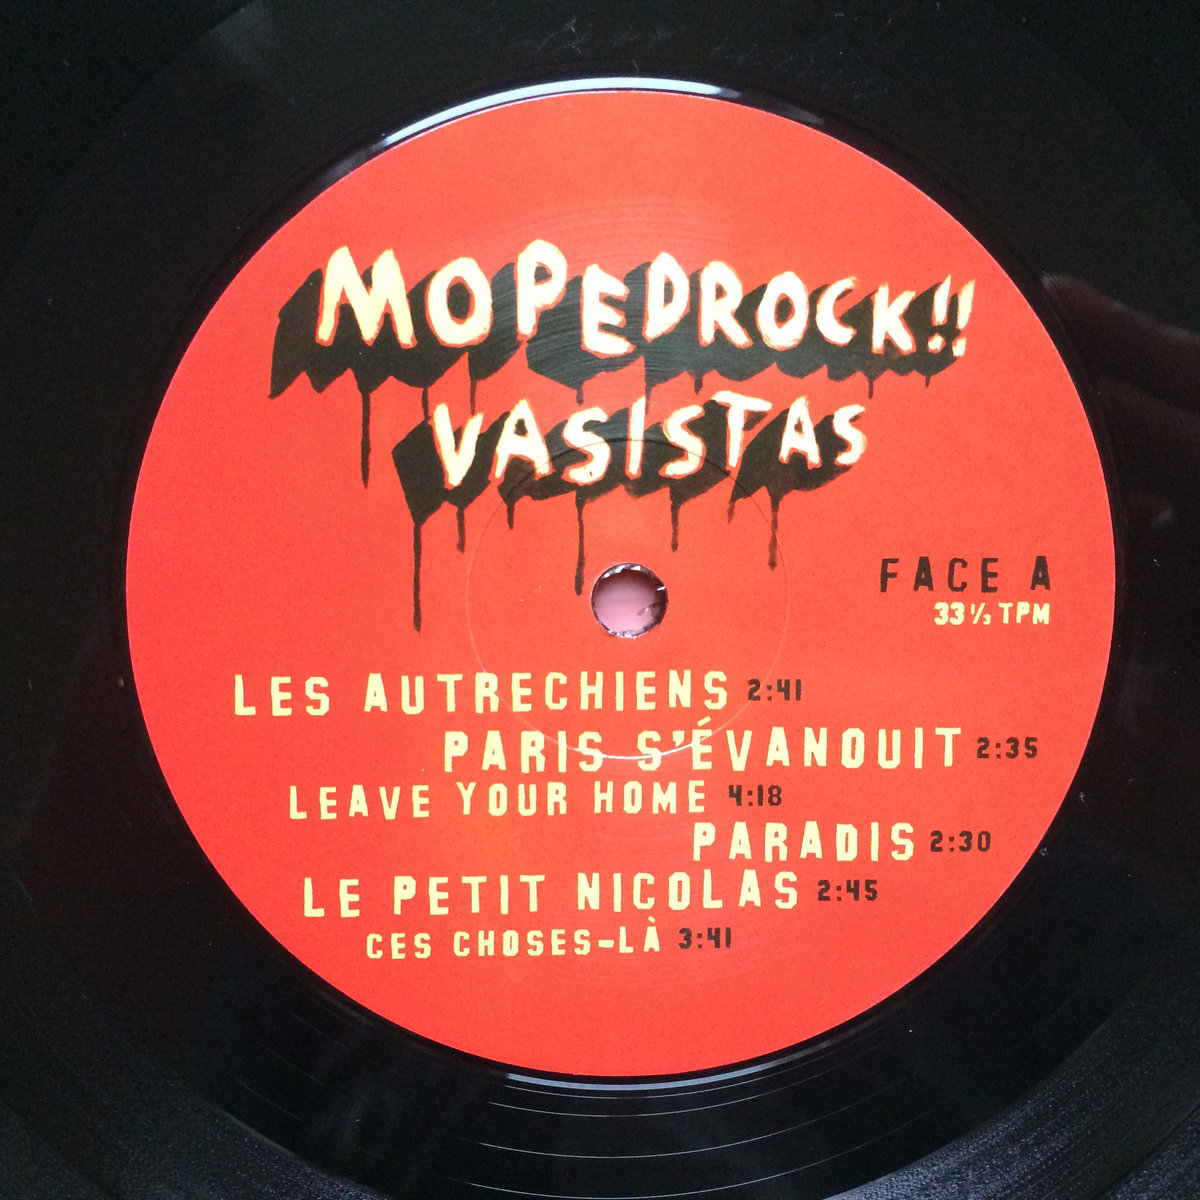 MOPEDROCK!!
VASISTAS
FACE A
33⅓ TPM
LES AUTRECHIENS 2:41
PARIS S'ÉVANOUIT 2:35
LEAVE YOUR HOME 4:18
PARADIS 2:30
LE PETIT NICOLAS 2:45
CES CHOSES-LÀ 3:41